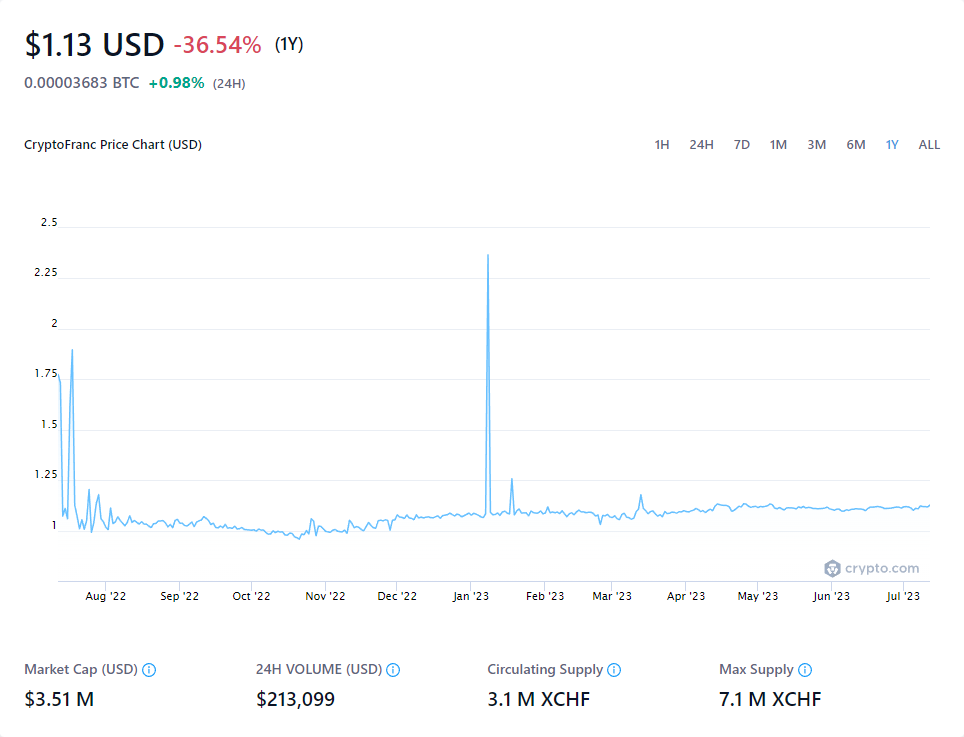 $1.13 USD -36.54% (1Y)
0.00003683 BTC +0.98% (24H)
CryptoFranc Price Chart (USD) 1H 24H 7D 1M 3M 6M 1Y ALL
2.5
2.25
2
1.75
1.5
1.25
1
crypto.com
Aug '22 Sep '22 Oct '22 Nov '22 Dec '22 Jan '23 Feb '23 Mar '23 Apr '23 May '23 Jun '23 Jul '23
Market Cap (USD) 24H VOLUME (USD) Circulating Supply Max Supply
$3.51 M $213,099 3.1 M XCHF 7.1 M XCHF